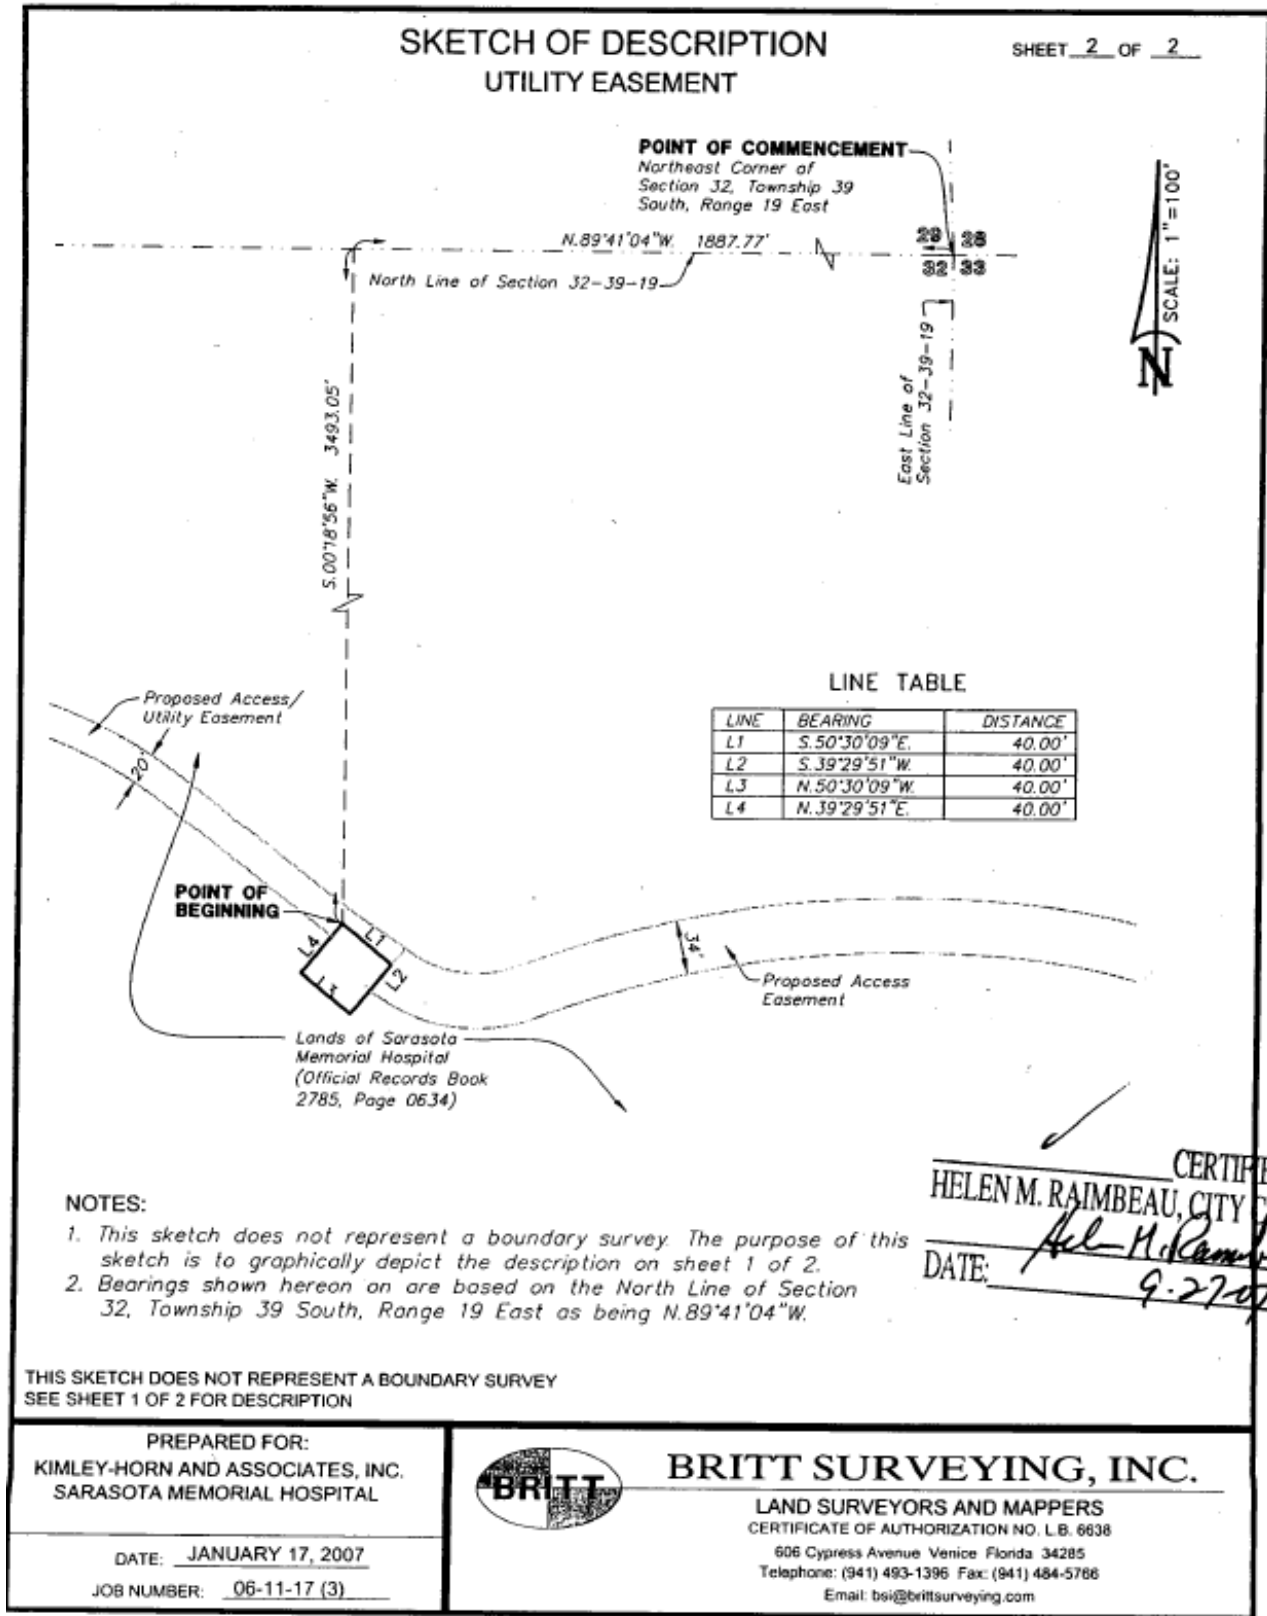 SKETCH OF DESCRIPTION
UTILITY EASEMENT
SHEET 2 OF 2
POINT OF COMMENCEMENT
Northeast Corner of
Section 32, Township 39
South, Range 19 East
N.89°41'04"W. 1887.77'
North Line of Section 32-39-19
East Line of
Section 32-39-19
SCALE: 1"=100'
N
S.00°18'56"W. 3493.05'
Proposed Access/
Utility Easement
20'
LINE TABLE
LINE BEARING DISTANCE
L1 S.50°30'09"E. 40.00'
L2 S.39°29'51"W. 40.00'
L3 N.50°30'09"W. 40.00'
L4 N.39°29'51"E. 40.00'
POINT OF
BEGINNING
L1
L2
L3
L4
34'
Proposed Access
Easement
Lands of Sarasota
Memorial Hospital
(Official Records Book
2785, Page 0634)
CERTIFIE
HELEN M. RAIMBEAU, CITY C
DATE:
NOTES:
1. This sketch does not represent a boundary survey. The purpose of this
sketch is to graphically depict the description on sheet 1 of 2.
2. Bearings shown hereon on are based on the North Line of Section
32, Township 39 South, Range 19 East as being N.89°41'04"W.
THIS SKETCH DOES NOT REPRESENT A BOUNDARY SURVEY
SEE SHEET 1 OF 2 FOR DESCRIPTION
PREPARED FOR:
KIMLEY-HORN AND ASSOCIATES, INC.
SARASOTA MEMORIAL HOSPITAL
DATE: JANUARY 17, 2007
JOB NUMBER: 06-11-17 (3)
BRITT
BRITT SURVEYING, INC.
LAND SURVEYORS AND MAPPERS
CERTIFICATE OF AUTHORIZATION NO. L.B. 6638
606 Cypress Avenue Venice Florida 34285
Telephone: (941) 493-1396 Fax: (941) 484-5766
Email: bsi@brittsurveying.com